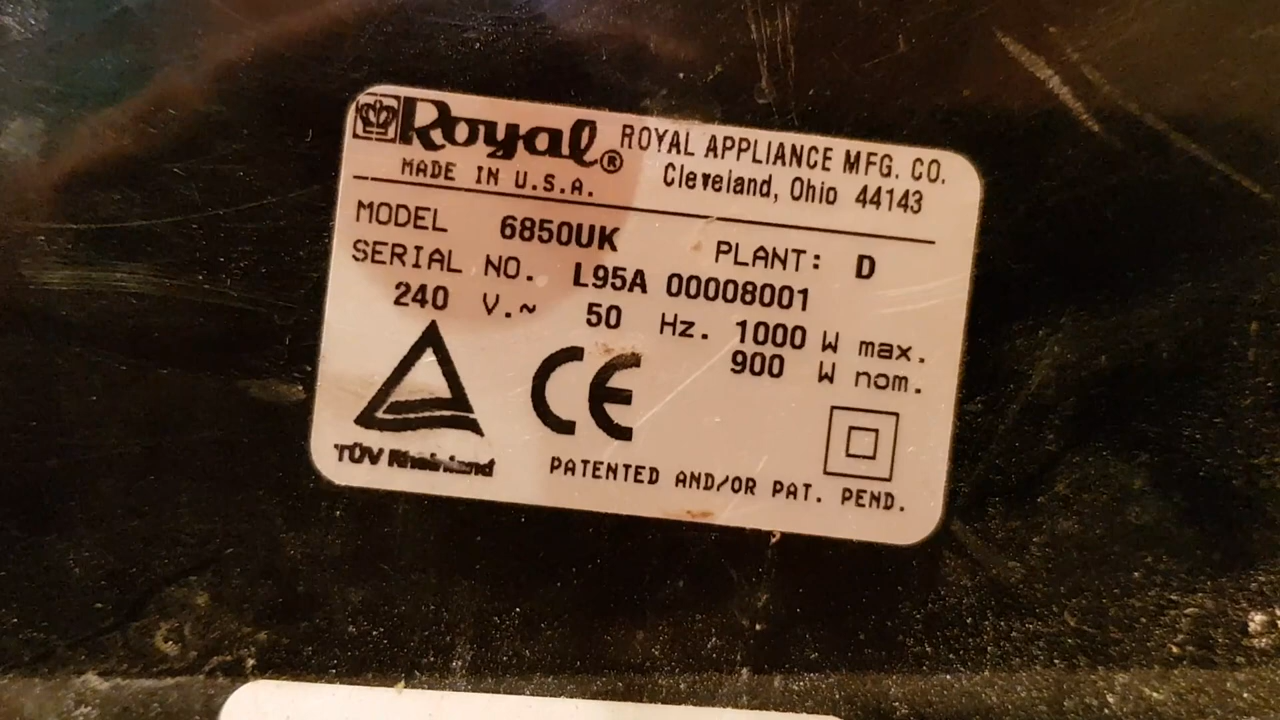 Royal® ROYAL APPLIANCE MFG. CO.
MADE IN U.S.A. Cleveland, Ohio 44143
MODEL 6850UK PLANT: D
SERIAL NO. L95A 00008001
240 V.~ 50 Hz. 1000 W max.
900 W nom.
CE
TÜV Rheinland
PATENTED AND/OR PAT. PEND.